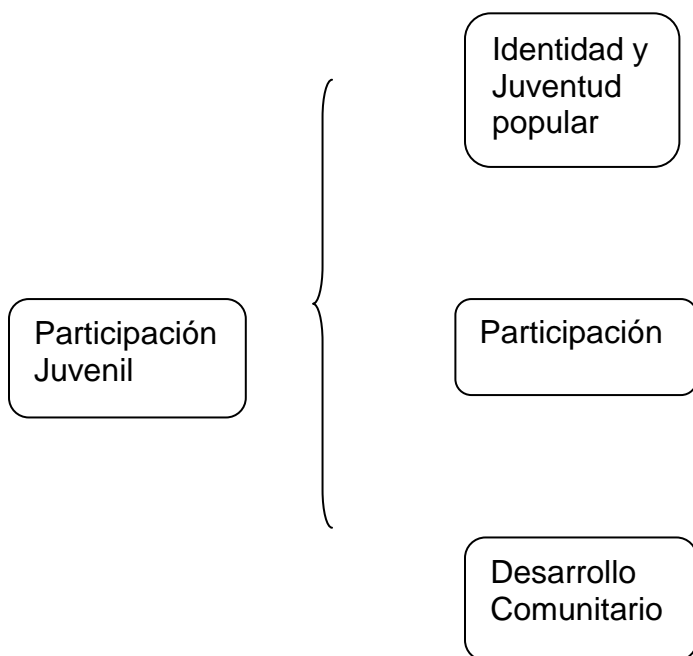 Identidad y
Juventud
popular
Participación
Juvenil
Participación
Desarrollo
Comunitario